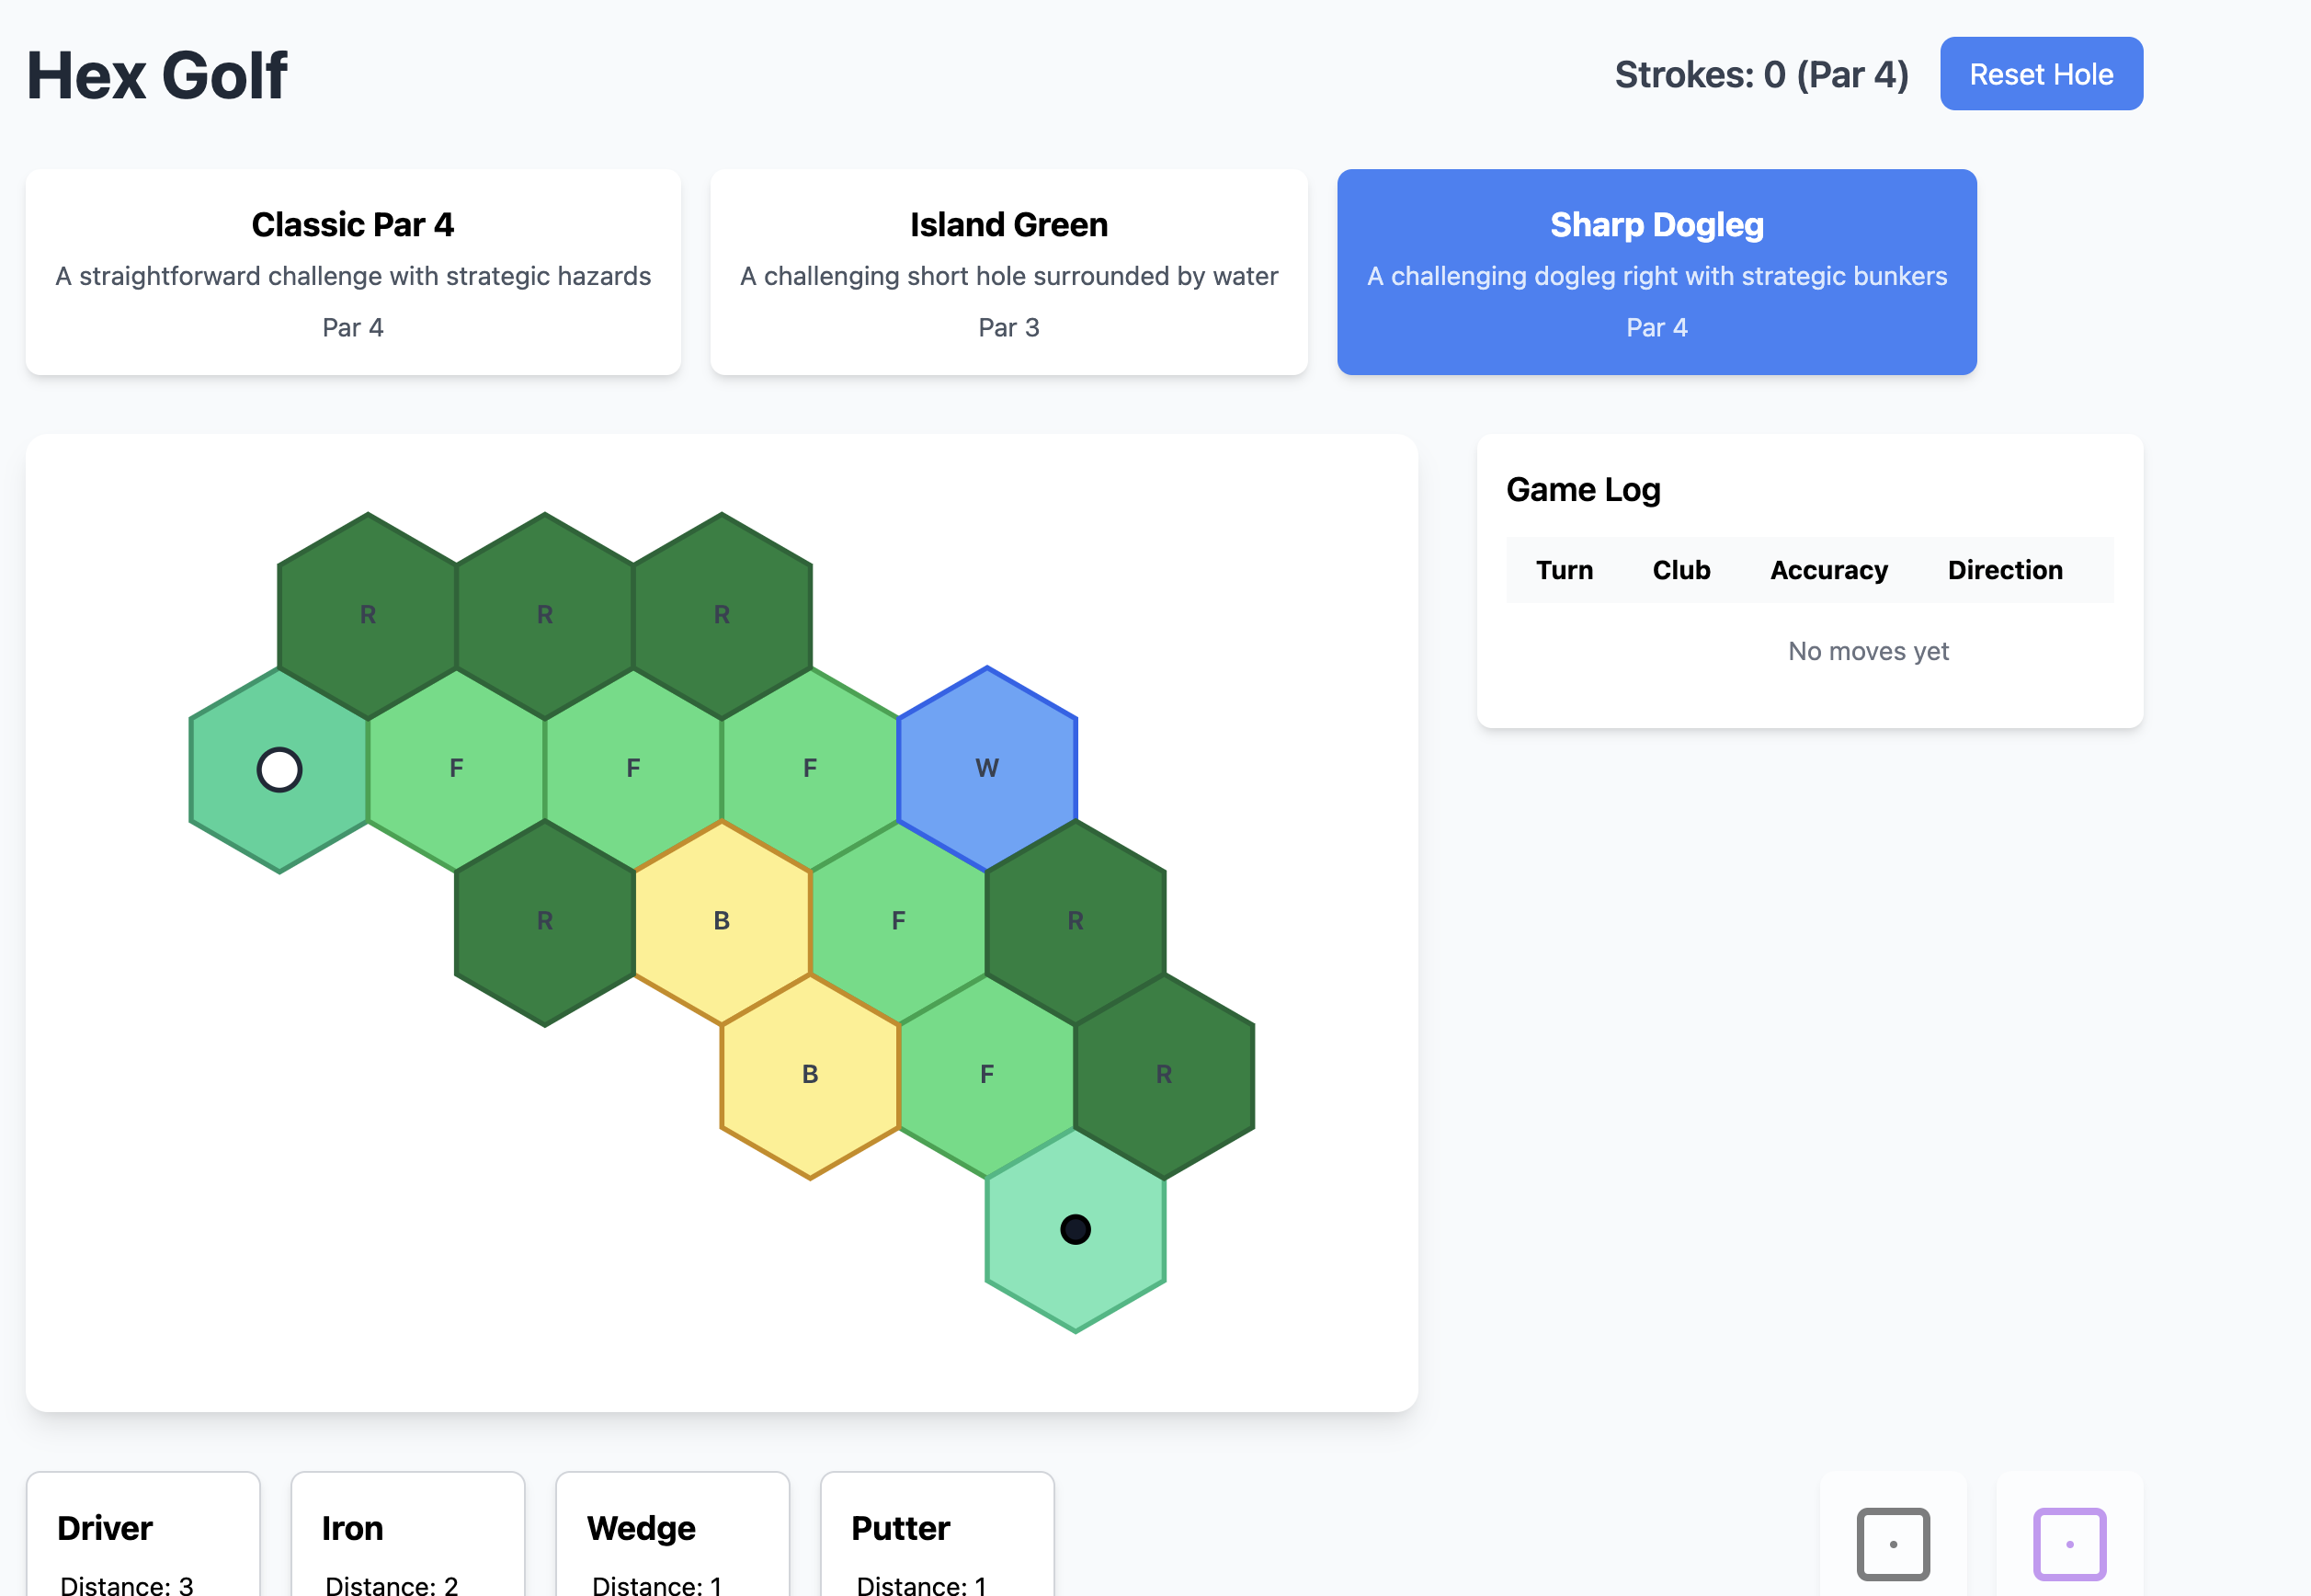 Hex Golf
Strokes: 0 (Par 4)
Reset Hole
Classic Par 4
A straightforward challenge with strategic hazards
Par 4
Island Green
A challenging short hole surrounded by water
Par 3
Sharp Dogleg
A challenging dogleg right with strategic bunkers
Par 4
R R R
F F F W
R B F R
B F R
Game Log
Turn Club Accuracy Direction
No moves yet
Driver
Distance: 3
Iron
Distance: 2
Wedge
Distance: 1
Putter
Distance: 1